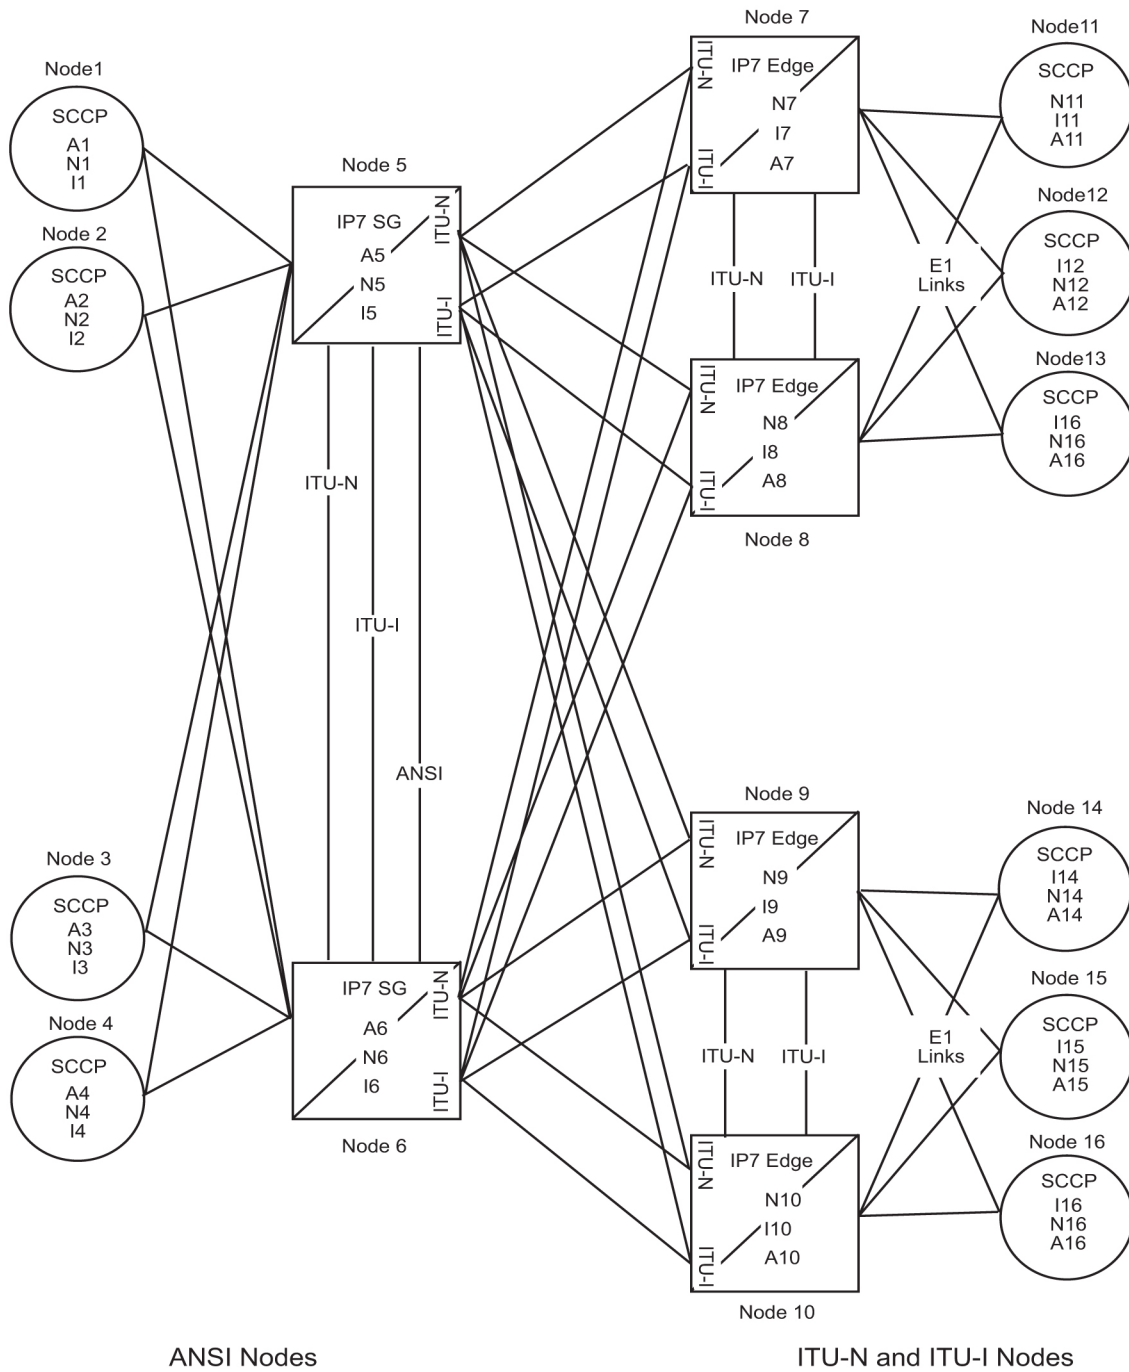 Node1
SCCP
A1
N1
I1
Node 2
SCCP
A2
N2
I2
Node 3
SCCP
A3
N3
I3
Node 4
SCCP
A4
N4
I4
Node 5
IP7 SG
A5
N5
I5
ITU-N
ITU-I
ITU-N
ITU-I
ANSI
IP7 SG
A6
N6
I6
ITU-N
ITU-I
Node 6
Node 7
ITU-N
IP7 Edge
N7
I7
A7
ITU-I
ITU-N
ITU-I
ITU-N
IP7 Edge
N8
I8
A8
ITU-I
Node 8
Node 9
ITU-N
IP7 Edge
N9
I9
A9
ITU-I
ITU-N
ITU-I
ITU-N
IP7 Edge
N10
I10
A10
ITU-I
Node 10
Node11
SCCP
N11
I11
A11
Node12
SCCP
I12
N12
A12
E1
Links
Node13
SCCP
I16
N16
A16
Node 14
SCCP
I14
N14
A14
Node 15
SCCP
I15
N15
A15
E1
Links
Node 16
SCCP
I16
N16
A16
ANSI Nodes
ITU-N and ITU-I Nodes